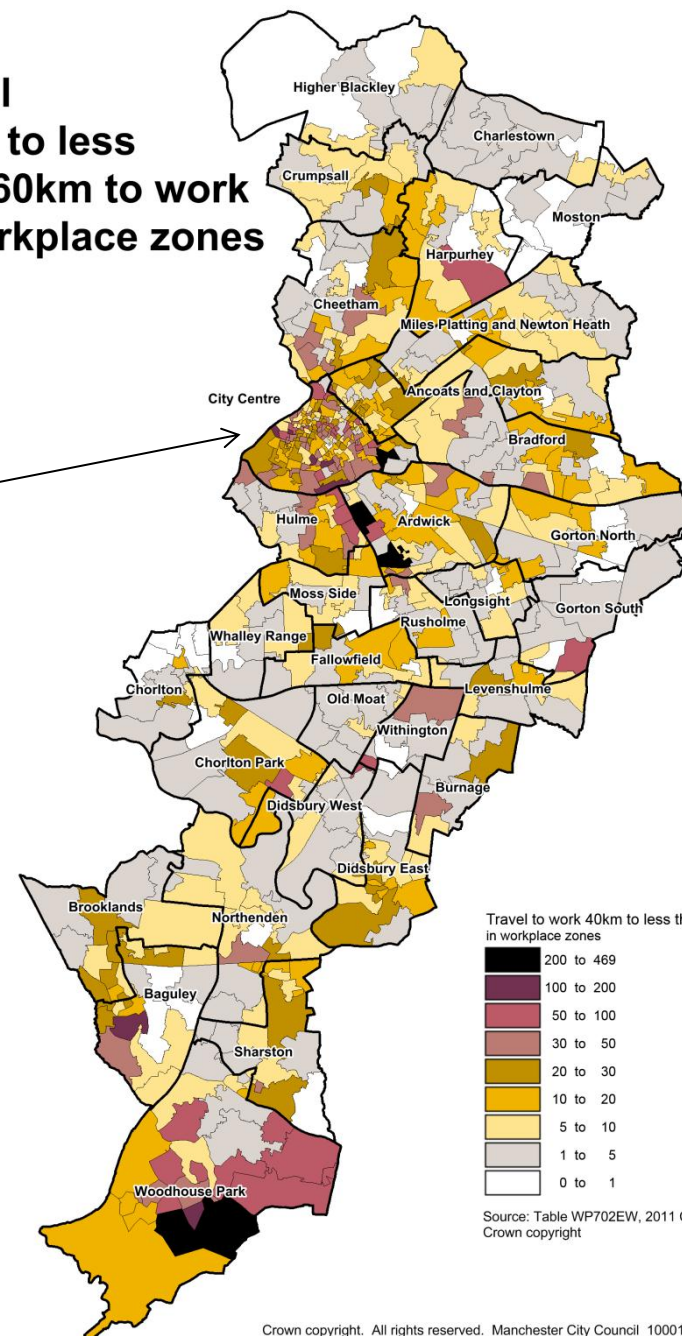 l
to less
60km to work
rkplace zones
Higher Blackley
Charlestown
Crumpsall
Moston
Harpurhey
Cheetham
Miles Platting and Newton Heath
City Centre
Ancoats and Clayton
Bradford
Hulme
Ardwick
Gorton North
Moss Side
Longsight
Gorton South
Rusholme
Whalley Range
Fallowfield
Chorlton
Levenshulme
Old Moat
Withington
Chorlton Park
Burnage
Didsbury West
Didsbury East
Brooklands
Northenden
Baguley
Sharston
Woodhouse Park
Travel to work 40km to less th
in workplace zones
200 to 469
100 to 200
50 to 100
30 to 50
20 to 30
10 to 20
5 to 10
1 to 5
0 to 1
Source: Table WP702EW, 2011 C
Crown copyright
Crown copyright. All rights reserved. Manchester City Council 10001